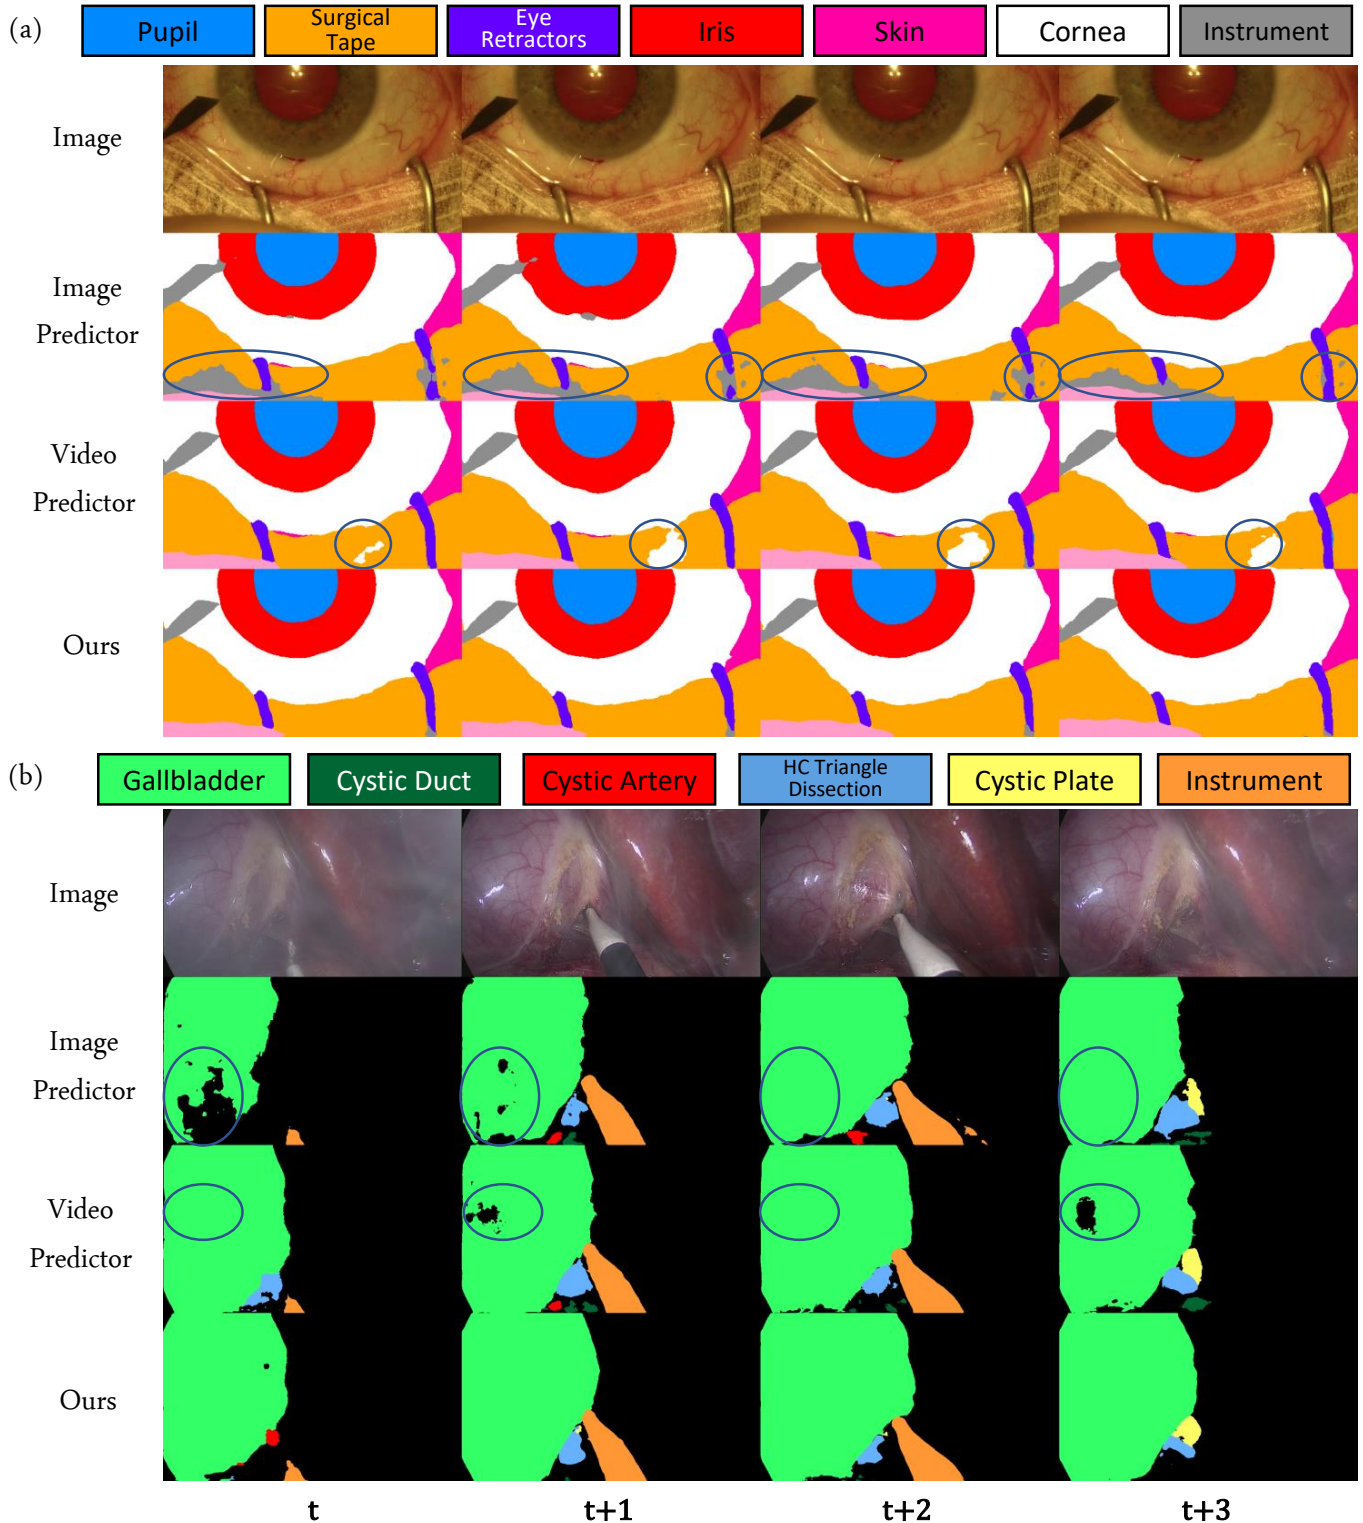 (a)
Pupil
Surgical
Tape
Eye
Retractors
Iris
Skin
Cornea
Instrument
Image
Image
Predictor
Video
Predictor
Ours
(b)
Gallbladder
Cystic Duct
Cystic Artery
HC Triangle
Dissection
Cystic Plate
Instrument
Image
Image
Predictor
Video
Predictor
Ours
t
t+1
t+2
t+3